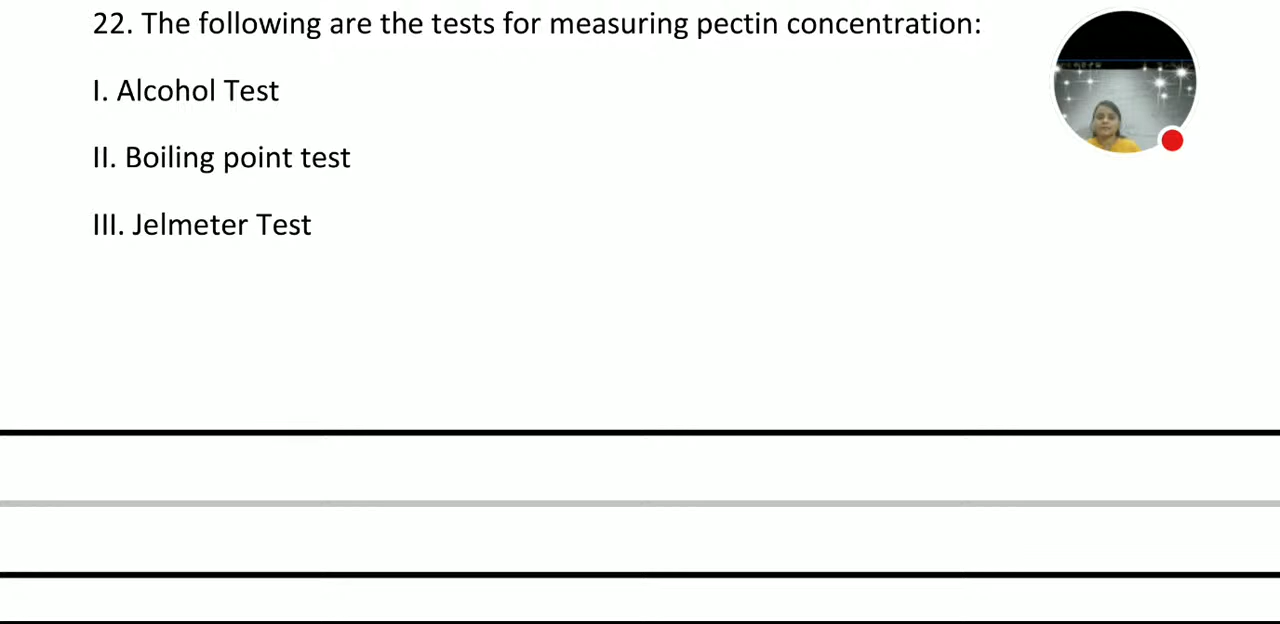 22. The following are the tests for measuring pectin concentration:
I. Alcohol Test
II. Boiling point test
III. Jelmeter Test